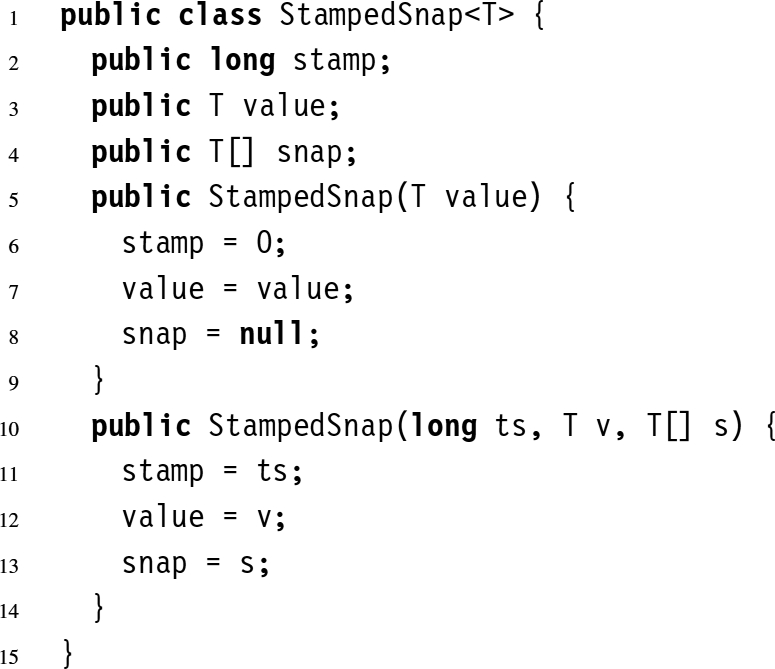 1 public class StampedSnap<T> {
2 public long stamp;
3 public T value;
4 public T[] snap;
5 public StampedSnap(T value) {
6 stamp = 0;
7 value = value;
8 snap = null;
9 }
10 public StampedSnap(long ts, T v, T[] s) {
11 stamp = ts;
12 value = v;
13 snap = s;
14 }
15 }